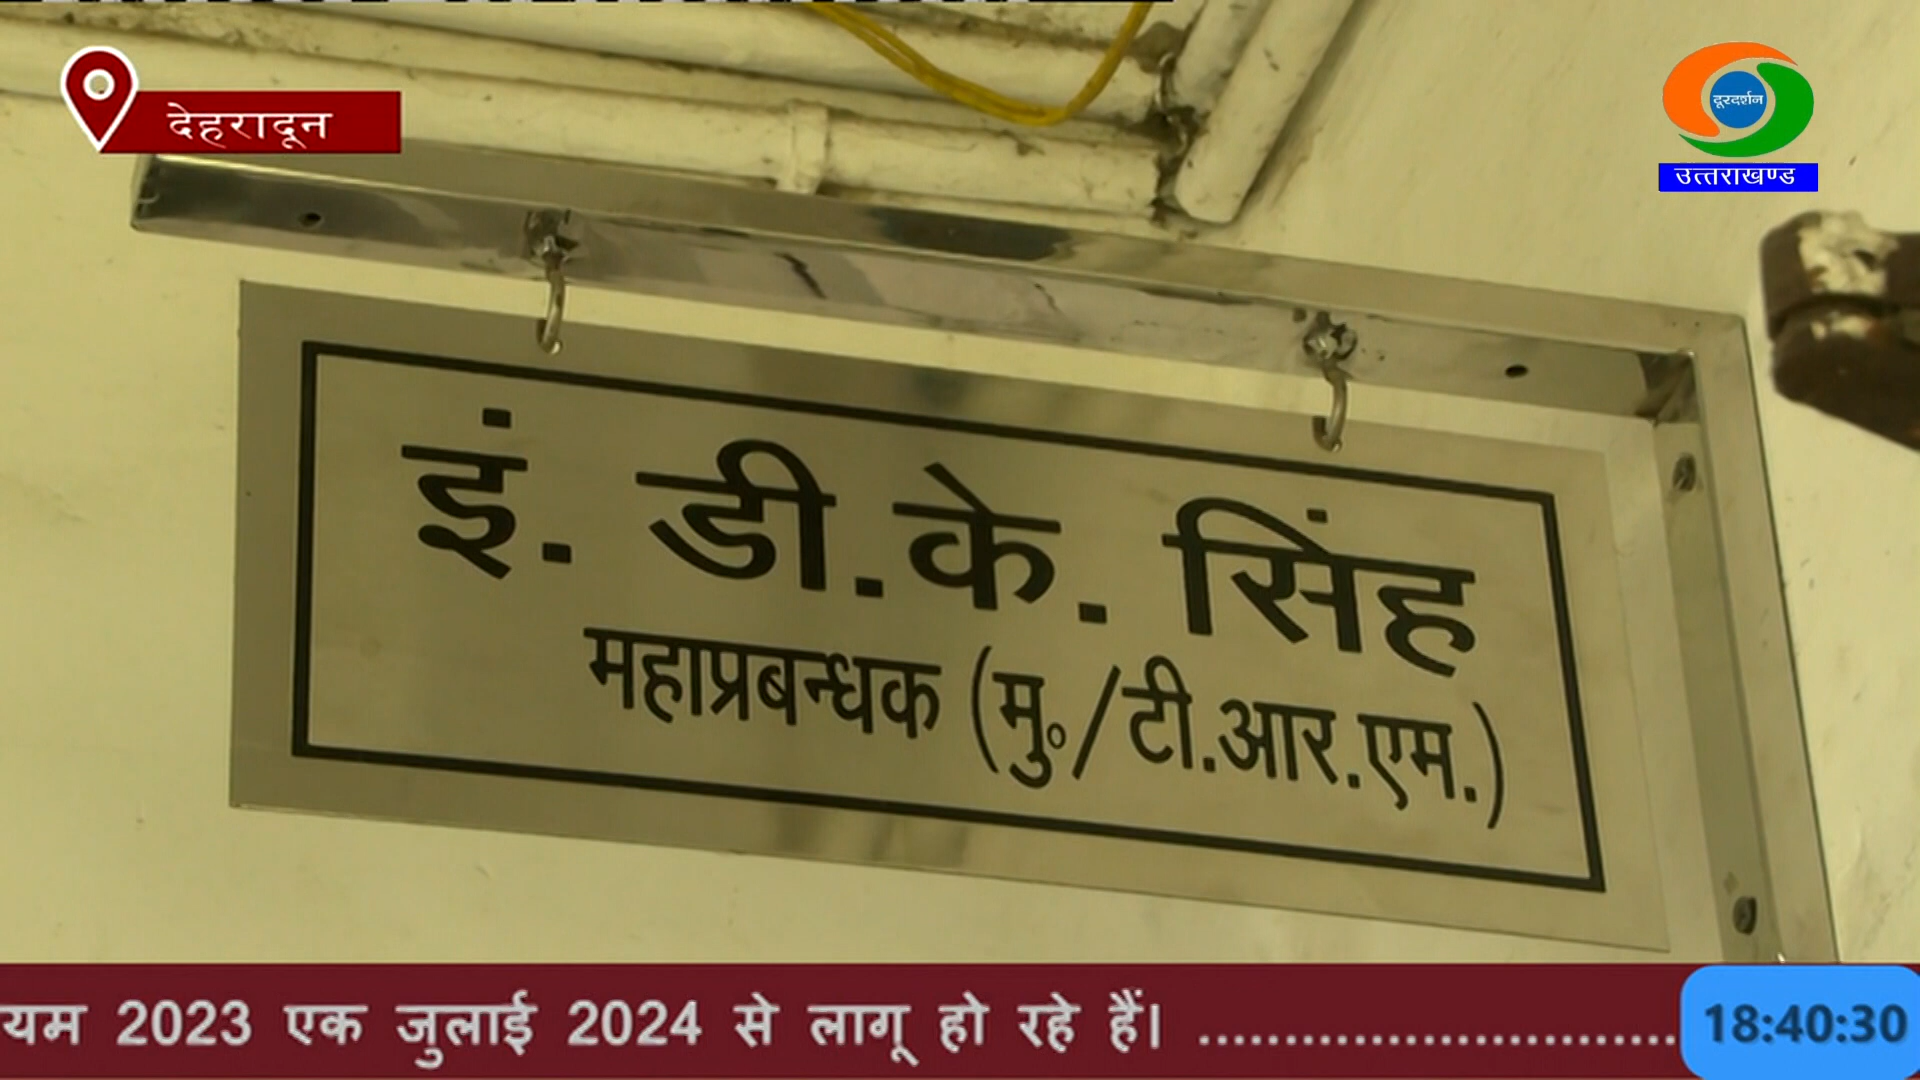 देहरादून
दूरदर्शन
उत्तराखण्ड
इं. डी.के. सिंह
महाप्रबन्धक (मु०/टी.आर.एम.)
यम 2023 एक जुलाई 2024 से लागू हो रहे हैं। ................................
18:40:30